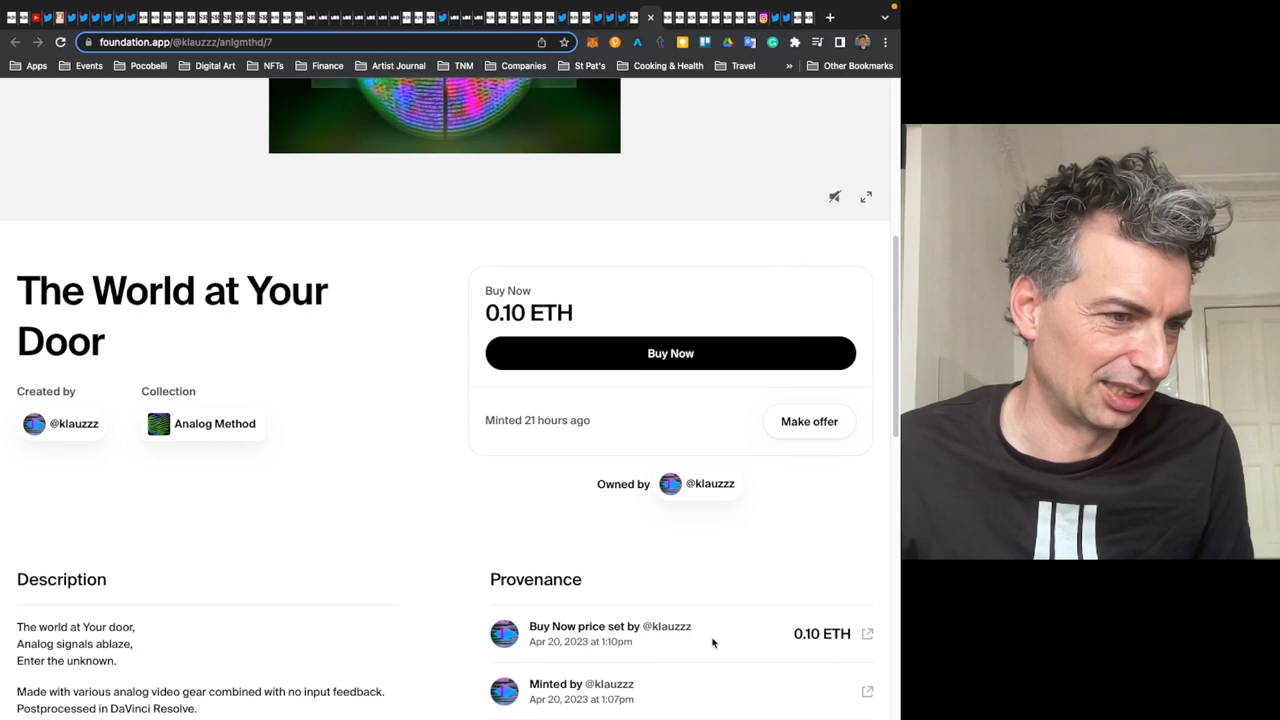 foundation.app/@klauzzz/anlgmthd/7
Apps
Events
Pocobelli
Digital Art
NFTs
Finance
Artist Journal
TNM
Companies
St Pat's
Cooking & Health
Travel
»
Other Bookmarks
The World at Your
Door
Created by
Collection
@klauzzz
Analog Method
Buy Now
0.10 ETH
Buy Now
Minted 21 hours ago
Make offer
Owned by
@klauzzz
Description
The world at Your door,
Analog signals ablaze,
Enter the unknown.
Made with various analog video gear combined with no input feedback.
Postprocessed in DaVinci Resolve.
Provenance
Buy Now price set by @klauzzz
Apr 20, 2023 at 1:10pm
0.10 ETH
Minted by @klauzzz
Apr 20, 2023 at 1:07pm